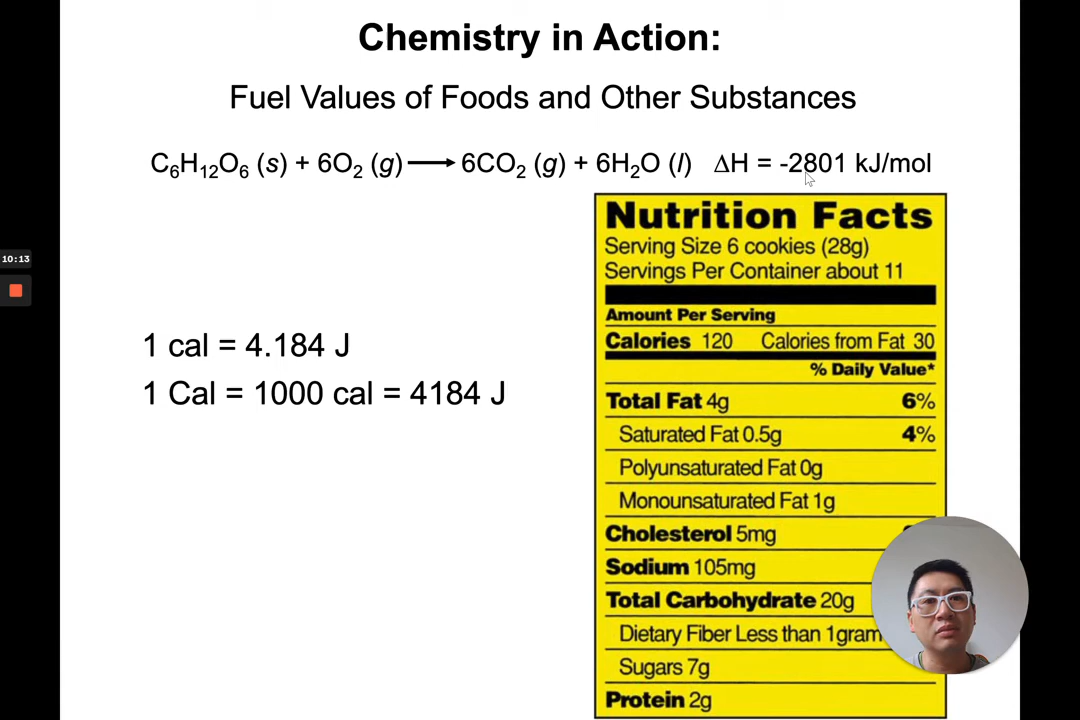 Chemistry in Action:
Fuel Values of Foods and Other Substances
C₆H₁₂O₆ (s) + 6O₂ (g) ⟶ 6CO₂ (g) + 6H₂O (l) ΔH = -2801 kJ/mol
10:13
1 cal = 4.184 J
1 Cal = 1000 cal = 4184 J
Nutrition Facts
Serving Size 6 cookies (28g)
Servings Per Container about 11
Amount Per Serving
Calories 120 Calories from Fat 30
% Daily Value*
Total Fat 4g 6%
Saturated Fat 0.5g 4%
Polyunsaturated Fat 0g
Monounsaturated Fat 1g
Cholesterol 5mg
Sodium 105mg
Total Carbohydrate 20g
Dietary Fiber Less than 1gram
Sugars 7g
Protein 2g